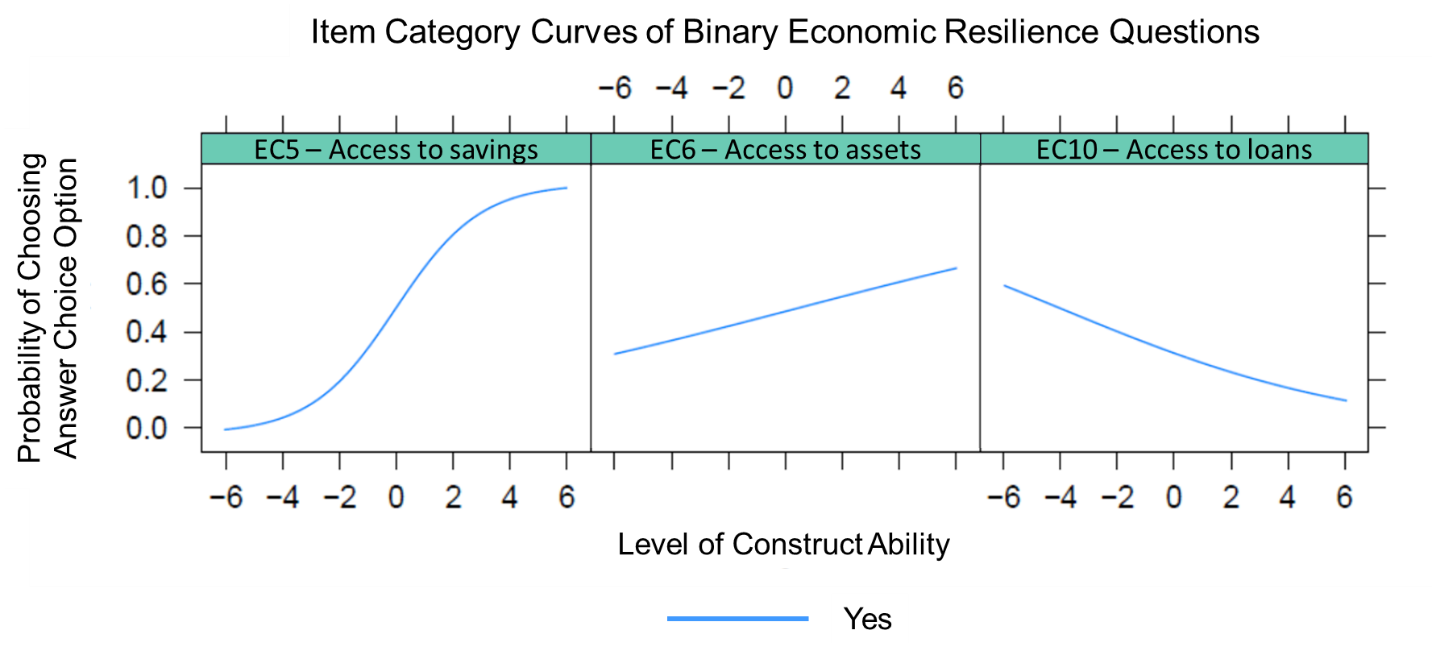 Item Category Curves of Binary Economic Resilience Questions
−6 −4 −2 0 2 4 6
EC5 – Access to savings
EC6 – Access to assets
EC10 – Access to loans
Probability of Choosing
Answer Choice Option
1.0
0.8
0.6
0.4
0.2
0.0
−6 −4 −2 0 2 4 6
−6 −4 −2 0 2 4 6
Level of Construct Ability
Yes